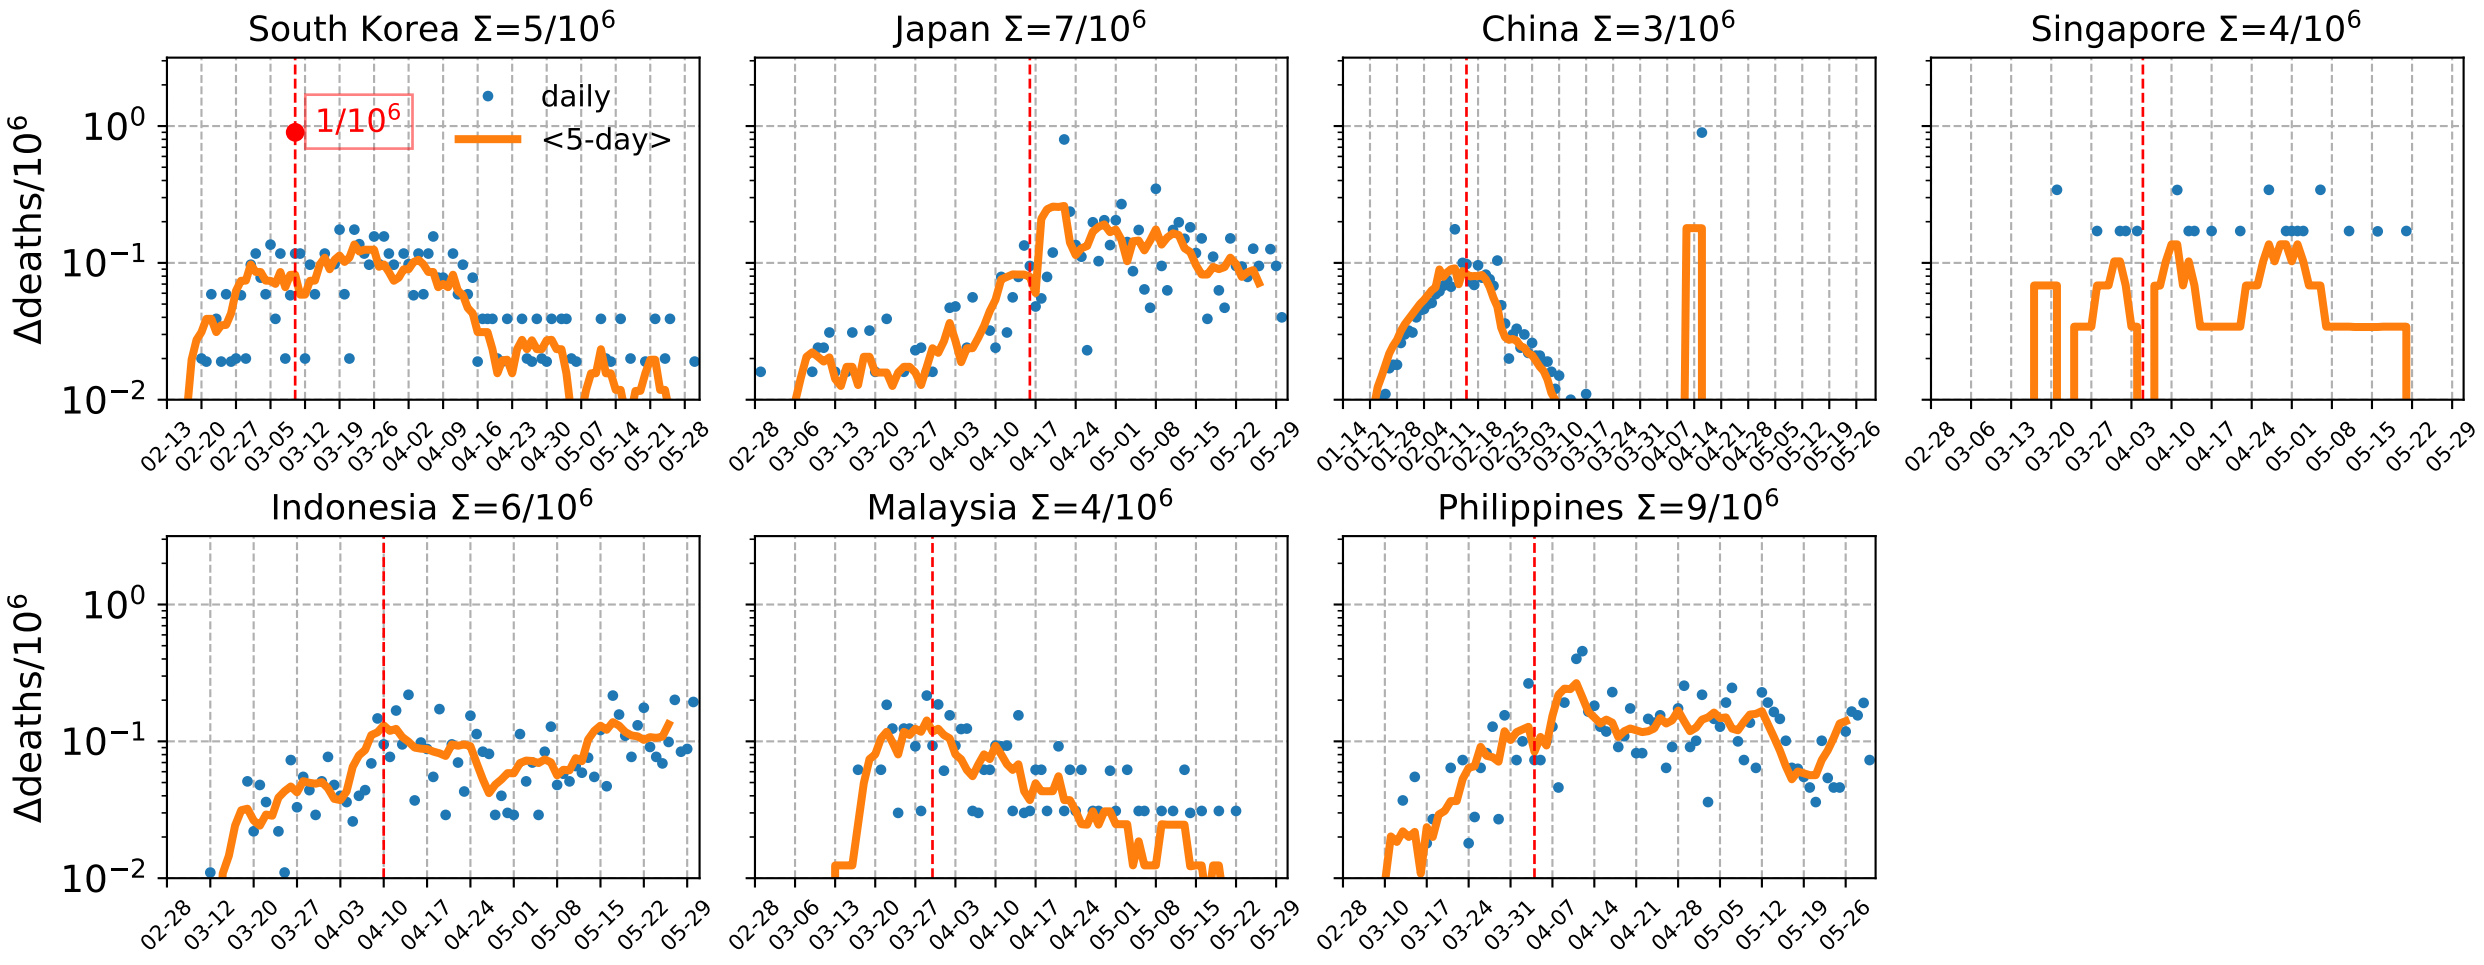 South Korea Σ=5/10⁶
Japan Σ=7/10⁶
China Σ=3/10⁶
Singapore Σ=4/10⁶
Δdeaths/10⁶
10⁰
10⁻¹
10⁻²
1/10⁶
daily
<5-day>
02-13 02-20 02-27 03-05 03-12 03-19 03-26 04-02 04-09 04-16 04-23 04-30 05-07 05-14 05-21 05-28
02-28 03-06 03-13 03-20 03-27 04-03 04-10 04-17 04-24 05-01 05-08 05-15 05-22 05-29
01-14 01-21 01-28 02-04 02-11 02-18 02-25 03-03 03-10 03-17 03-24 03-31 04-07 04-14 04-21 04-28 05-05 05-12 05-19 05-26
02-28 03-06 03-13 03-20 03-27 04-03 04-10 04-17 04-24 05-01 05-08 05-15 05-22 05-29
Indonesia Σ=6/10⁶
Malaysia Σ=4/10⁶
Philippines Σ=9/10⁶
Δdeaths/10⁶
10⁰
10⁻¹
10⁻²
02-28 03-12 03-20 03-27 04-03 04-10 04-17 04-24 05-01 05-08 05-15 05-22 05-29
02-28 03-06 03-13 03-20 03-27 04-03 04-10 04-17 04-24 05-01 05-08 05-15 05-22 05-29
02-28 03-10 03-17 03-24 03-31 04-07 04-14 04-21 04-28 05-05 05-12 05-19 05-26